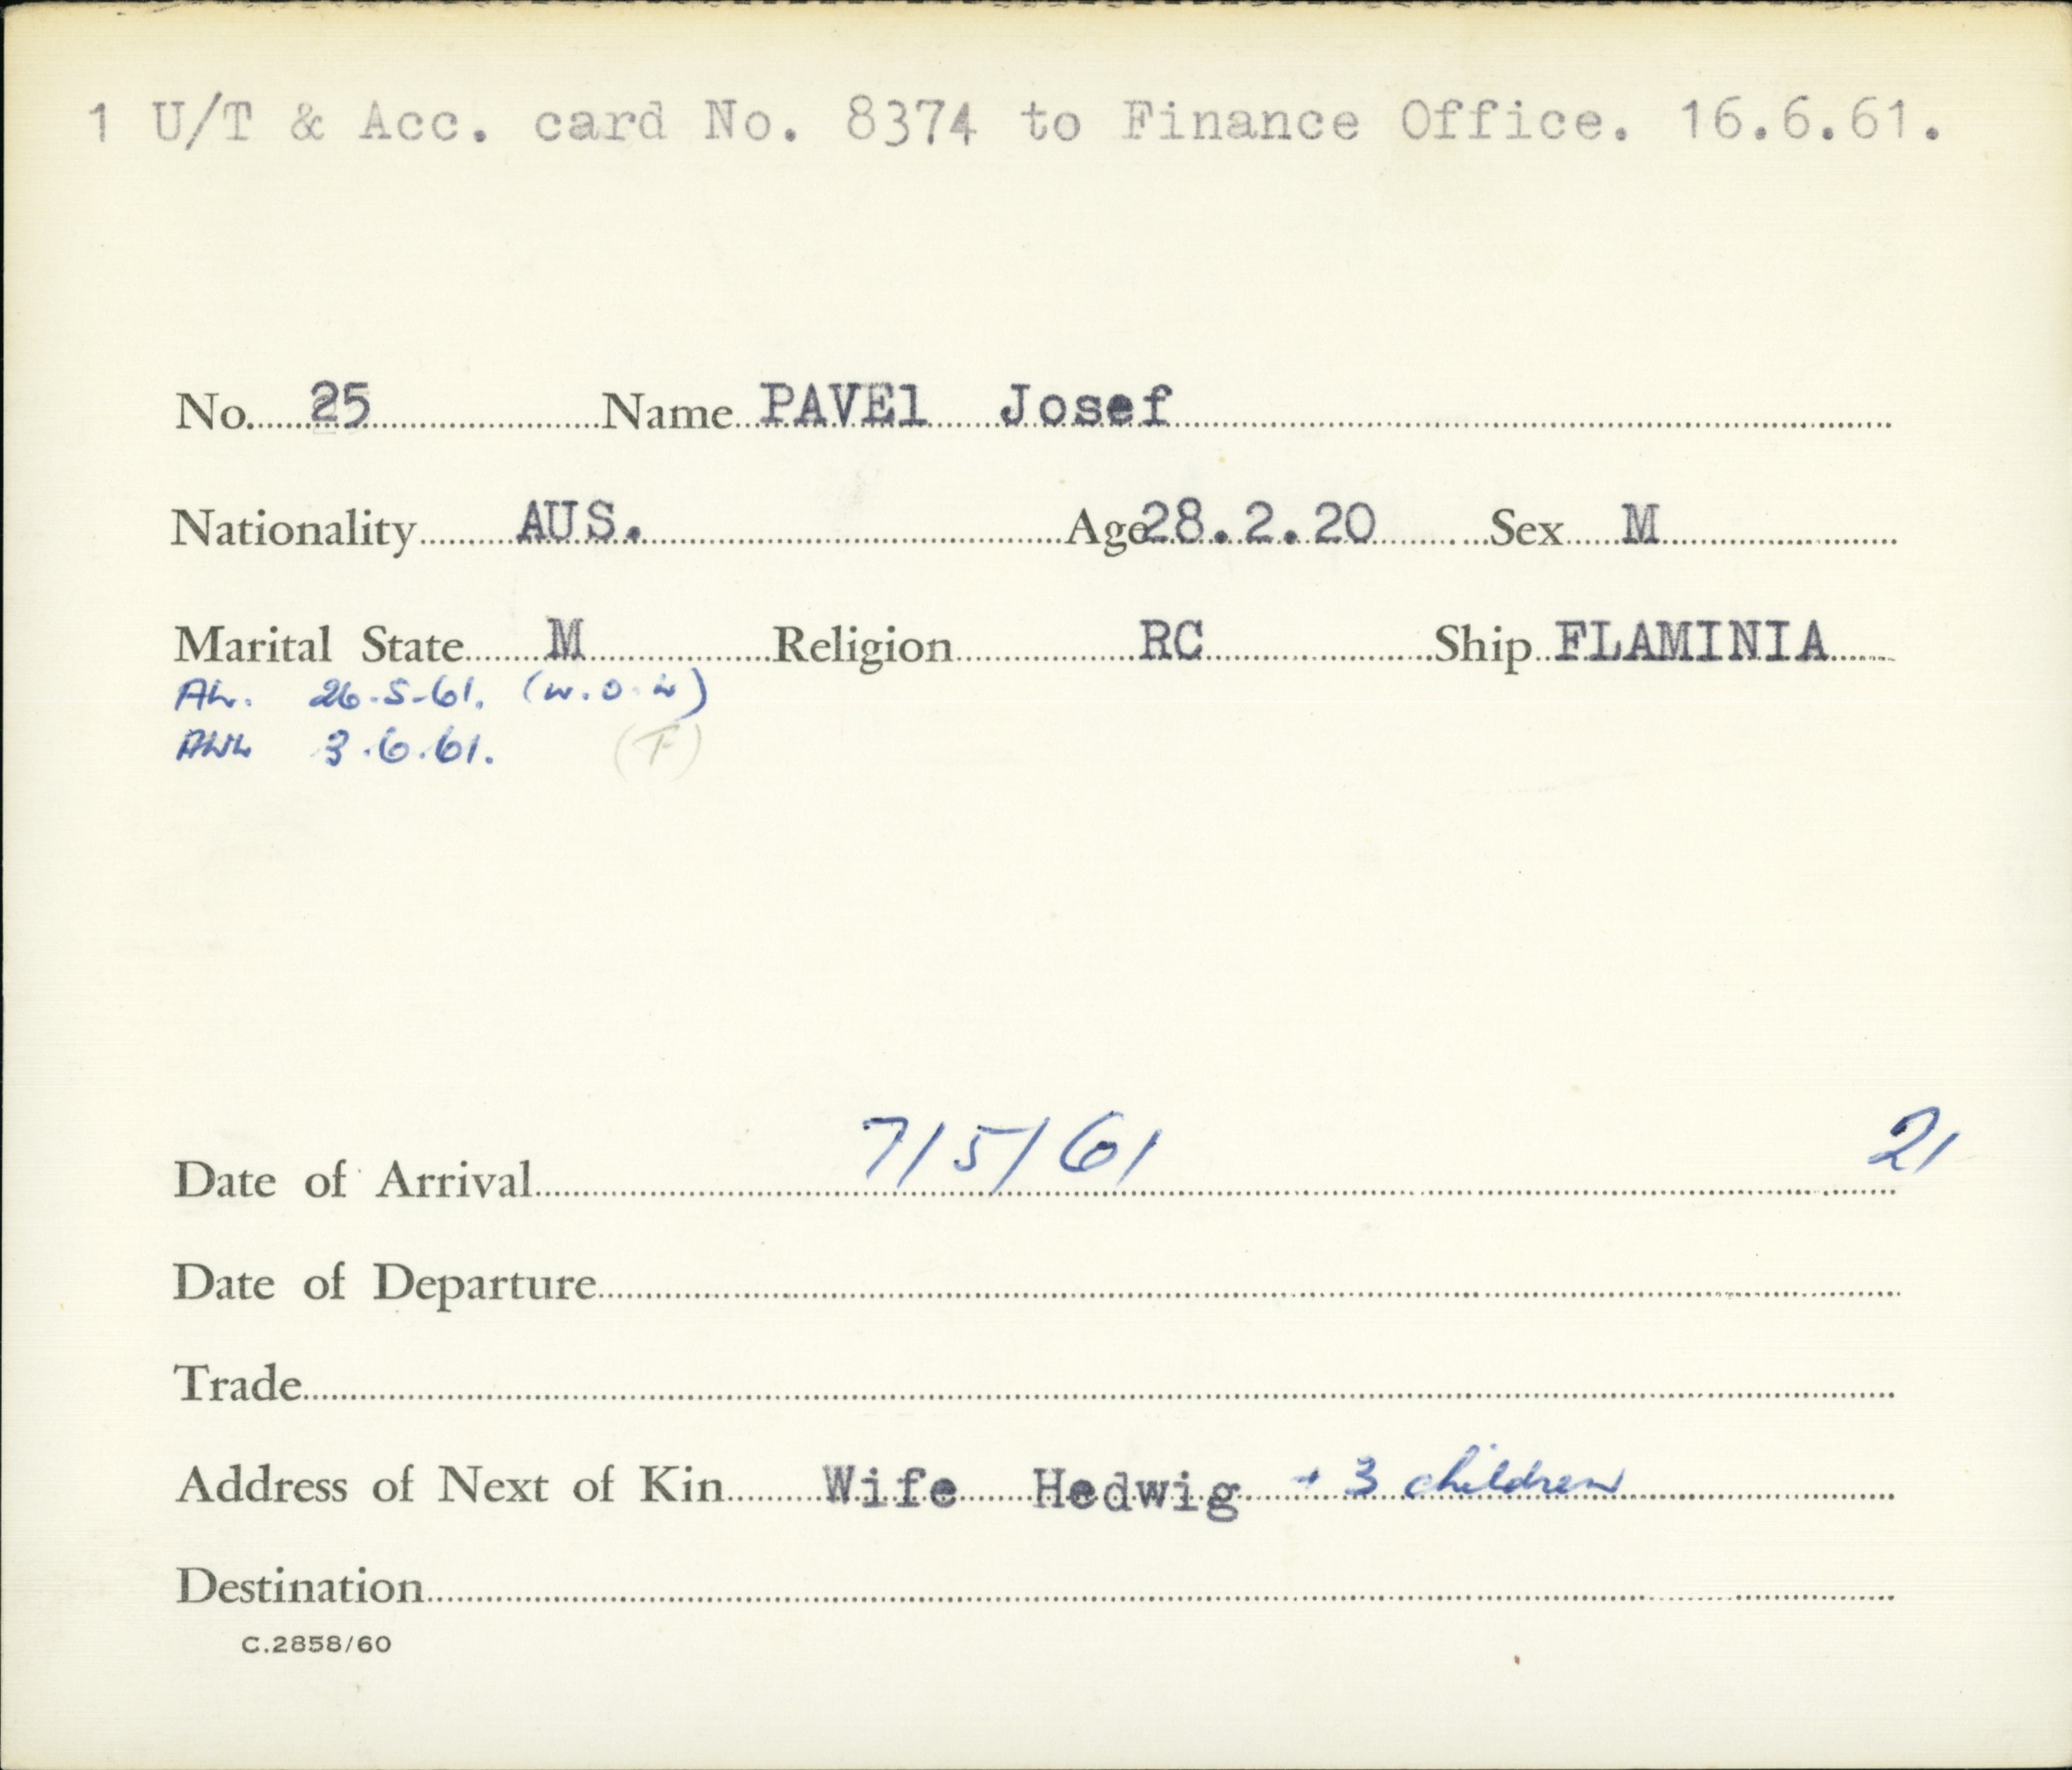 1 U/T & Acc. card No. 8374 to Finance Office. 16.6.61.
No. 25 Name PAVEl Josef
Nationality AUS. Age 28.2.20 Sex M
Marital State M Religion RC Ship FLAMINIA
26.5.61.
3.6.61. (F)
21
Date of Arrival 7/5/61
Date of Departure
Trade
Address of Next of Kin Wife Hedwig + 3 children
Destination
C.2858/60